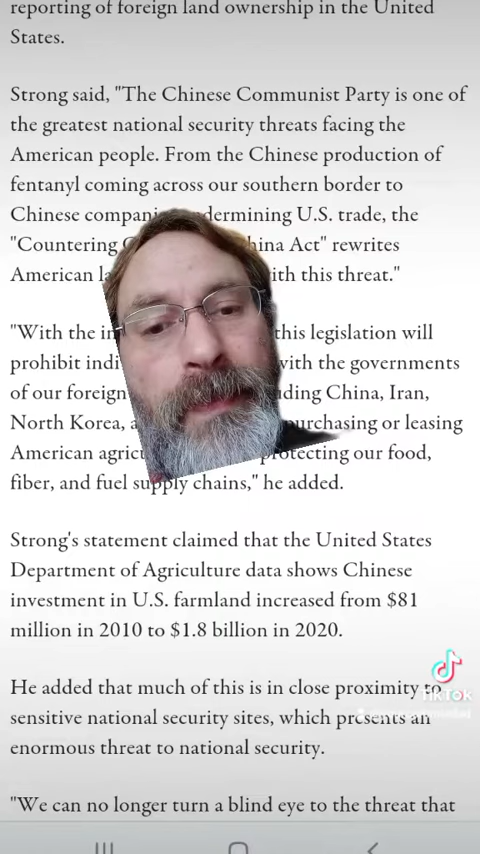 reporting of foreign land ownership in the United
States.
Strong said, "The Chinese Communist Party is one of
the greatest national security threats facing the
American people. From the Chinese production of
fentanyl coming across our southern border to
Chinese dermining U.S. trade, the
"Countering hina Act" rewrites
American ith this threat."
"With the this legislation will
prohibit with the governments
of our foreign ding China, Iran,
North Korea, purchasing or leasing
American protecting our food,
fiber, and fuel supply chains," he added.
Strong's statement claimed that the United States
Department of Agriculture data shows Chinese
investment in U.S. farmland increased from $81
million in 2010 to $1.8 billion in 2020.
He added that much of this is in close proximity to
TikTok
sensitive national security sites, which presents an
enormous threat to national security.
"We can no longer turn a blind eye to the threat that